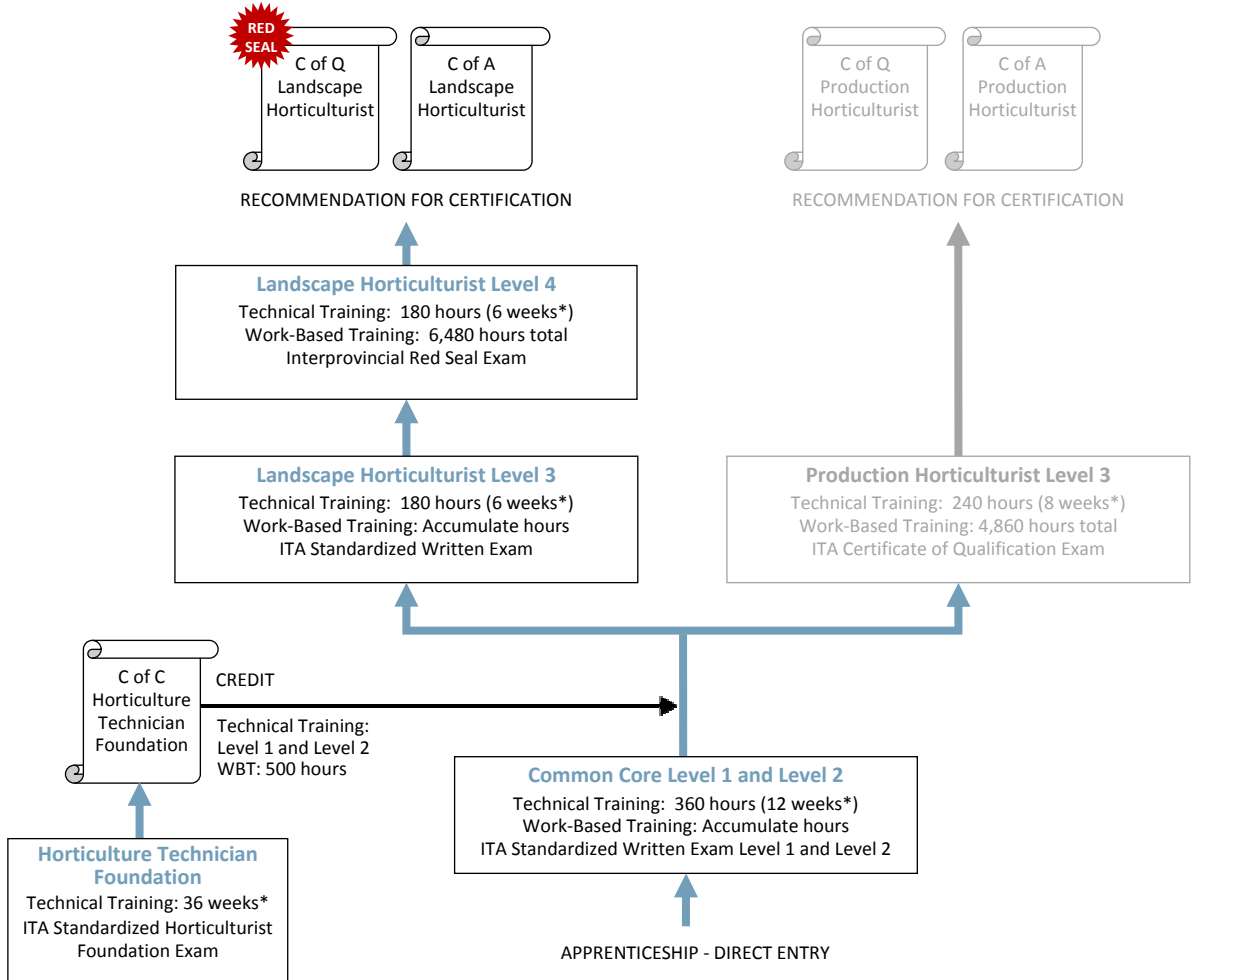 RED
SEAL
C of Q
Landscape
Horticulturist
C of A
Landscape
Horticulturist
C of Q
Production
Horticulturist
C of A
Production
Horticulturist
RECOMMENDATION FOR CERTIFICATION
RECOMMENDATION FOR CERTIFICATION
Landscape Horticulturist Level 4
Technical Training:  180 hours (6 weeks*)
Work-Based Training:  6,480 hours total
Interprovincial Red Seal Exam
Landscape Horticulturist Level 3
Technical Training:  180 hours (6 weeks*)
Work-Based Training: Accumulate hours
ITA Standardized Written Exam
Production Horticulturist Level 3
Technical Training:  240 hours (8 weeks*)
Work-Based Training: 4,860 hours total
ITA Certificate of Qualification Exam
C of C
Horticulture
Technician
Foundation
CREDIT
Technical Training:
Level 1 and Level 2
WBT: 500 hours
Common Core Level 1 and Level 2
Technical Training:  360 hours (12 weeks*)
Work-Based Training: Accumulate hours
ITA Standardized Written Exam Level 1 and Level 2
Horticulture Technician
Foundation
Technical Training: 36 weeks*
ITA Standardized Horticulturist
Foundation Exam
APPRENTICESHIP - DIRECT ENTRY